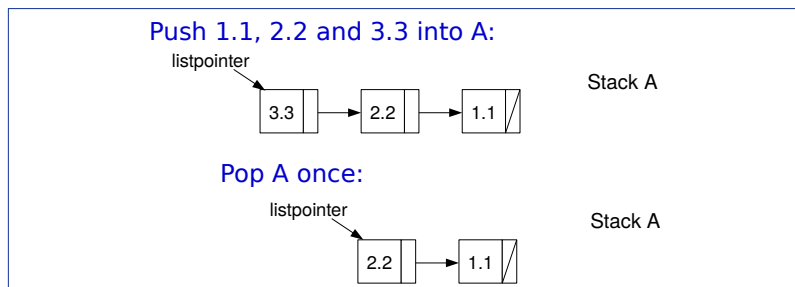 Push 1.1, 2.2 and 3.3 into A:
listpointer
Stack A
3.3 2.2 1.1
Pop A once:
listpointer
Stack A
2.2 1.1